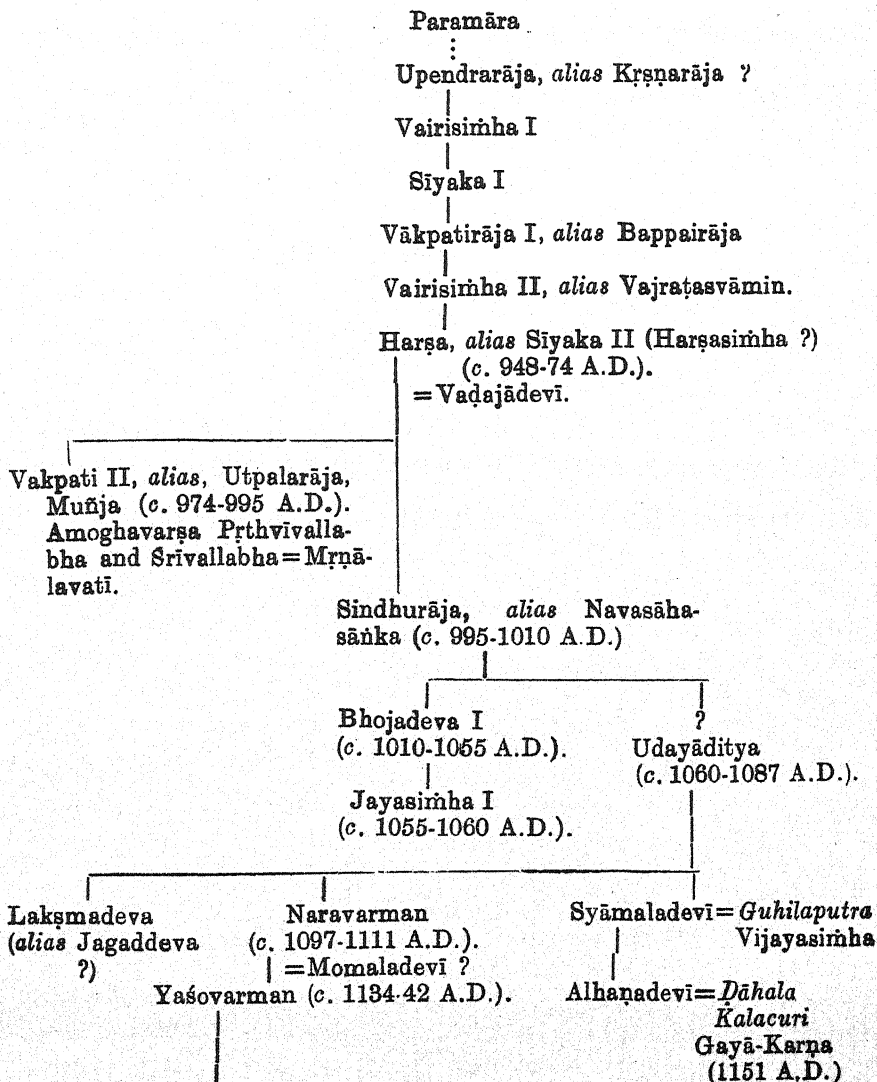 Paramāra
Upendrarāja, alias Kṛṣṇarāja ?
Vairisiṁha I
Sīyaka I
Vākpatirāja I, alias Bappairāja
Vairisiṁha II, alias Vajraṭasvāmin.
Harṣa, alias Sīyaka II (Harṣasiṁha ?)
(c. 948-74 A.D.).
=Vaḍajādevī.
Vakpati II, alias, Utpalarāja,
Muñja (c. 974-995 A.D.).
Amoghavarṣa Pṛthvīvalla-
bha and Srīvallabha=Mṛṇā-
lavatī.
Sindhurāja, alias Navasāha-
sāṅka (c. 995-1010 A.D.)
Bhojadeva I
(c. 1010-1055 A.D.).
Jayasiṁha I
(c. 1055-1060 A.D.).
?
Udayāditya
(c. 1060-1087 A.D.).
Lakṣmadeva
(alias Jagaddeva
?)
Naravarman
(c. 1097-1111 A.D.).
=Momaladevī ?
Yaśovarman (c. 1134-42 A.D.).
Syāmaladevī=Guhilaputra
Vijayasiṁha
Alhaṇadevī=Ḍāhala
Kalacuri
Gayā-Karṇa
(1151 A.D.)